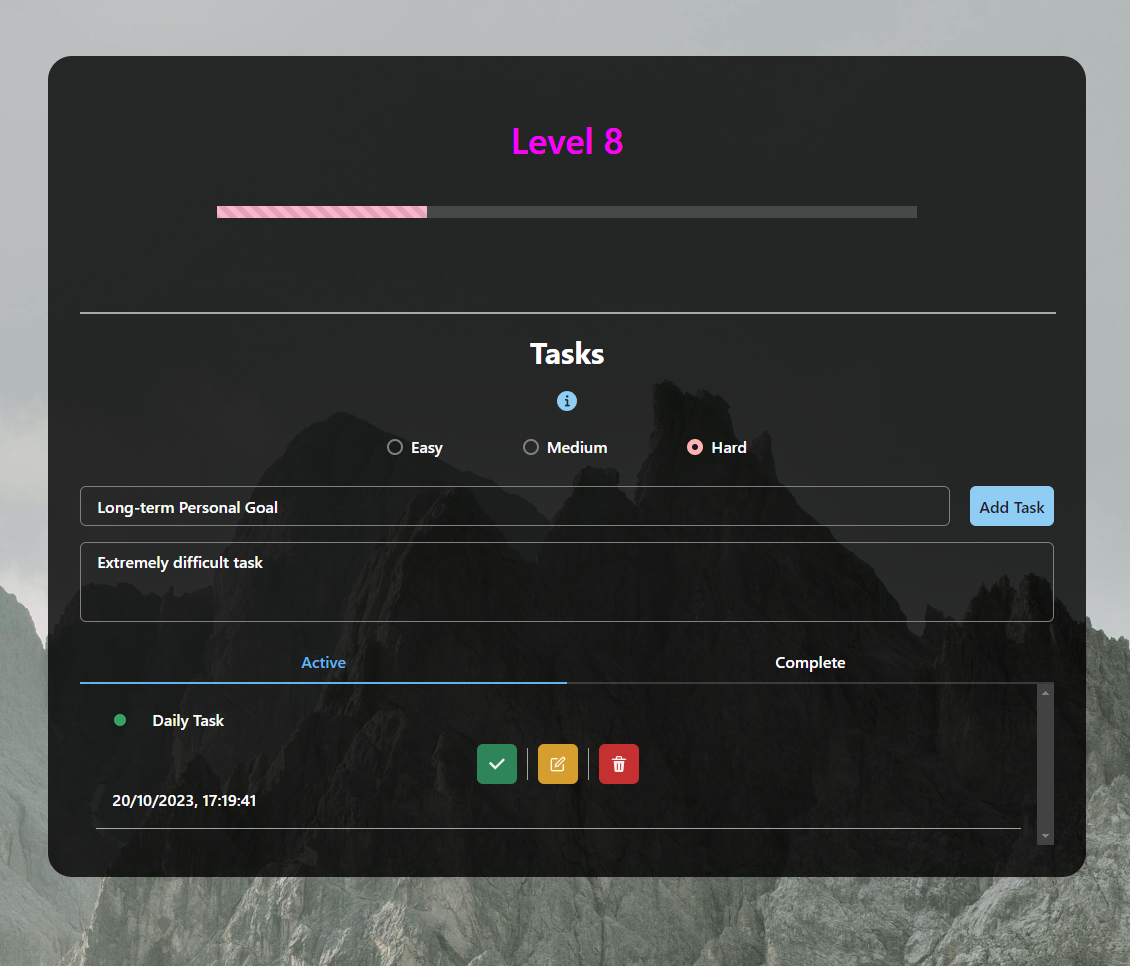 Level 8
Tasks
Easy Medium Hard
Long-term Personal Goal
Add Task
Extremely difficult task
Active Complete
Daily Task
20/10/2023, 17:19:41